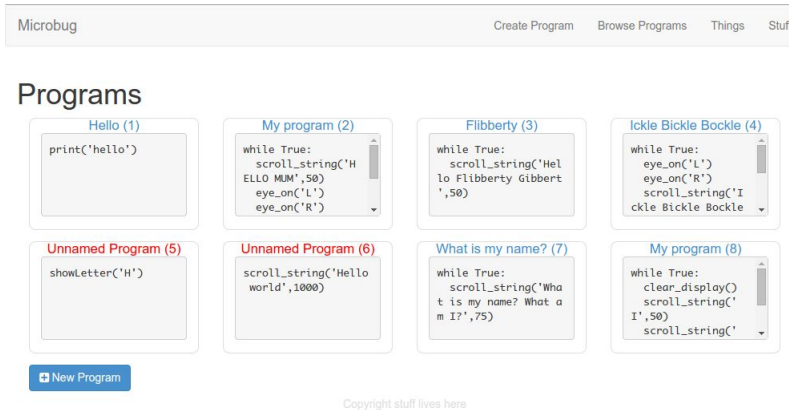 Microbug
Create Program
Browse Programs
Things
Stuf
Programs
Hello (1)
print('hello')
My program (2)
while True:
  scroll_string('H
ELLO MUM',50)
  eye_on('L')
  eye_on('R')
Flibberty (3)
while True:
  scroll_string('Hel
lo Flibberty Gibbert
',50)
Ickle Bickle Bockle (4)
while True:
  eye_on('L')
  eye_on('R')
  scroll_string('I
ckle Bickle Bockle
Unnamed Program (5)
showLetter('H')
Unnamed Program (6)
scroll_string('Hello
 world',1000)
What is my name? (7)
while True:
  scroll_string('Wha
t is my name? What a
m I?',75)
My program (8)
while True:
  clear_display()
  scroll_string('
I',50)
  scroll_string('
New Program
Copyright stuff lives here